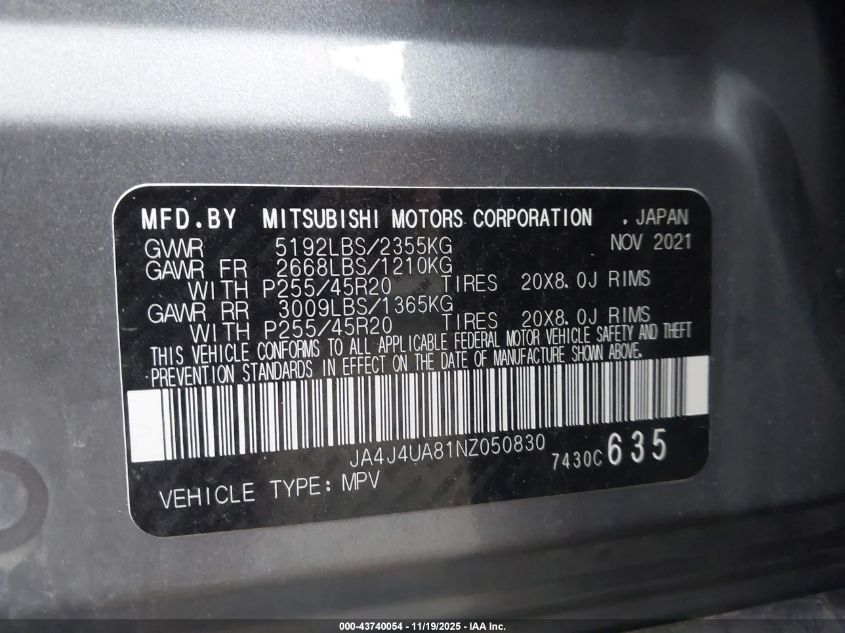 MFD.BY MITSUBISHI MOTORS CORPORATION , JAPAN
GVWR 5192LBS/2355KG NOV 2021
GAWR FR 2668LBS/1210KG
WITH P255/45R20 TIRES 20X8.0J RIMS
GAWR RR 3009LBS/1365KG
WITH P255/45R20 TIRES 20X8.0J RIMS
THIS VEHICLE CONFORMS TO ALL APPLICABLE FEDERAL MOTOR VEHICLE SAFETY AND THEFT
PREVENTION STANDARDS IN EFFECT ON THE DATE OF MANUFACTURE SHOWN ABOVE.
JA4J4UA81NZ050830 7430C 635
VEHICLE TYPE: MPV
000-43740054 - 11/19/2025 - IAA Inc.